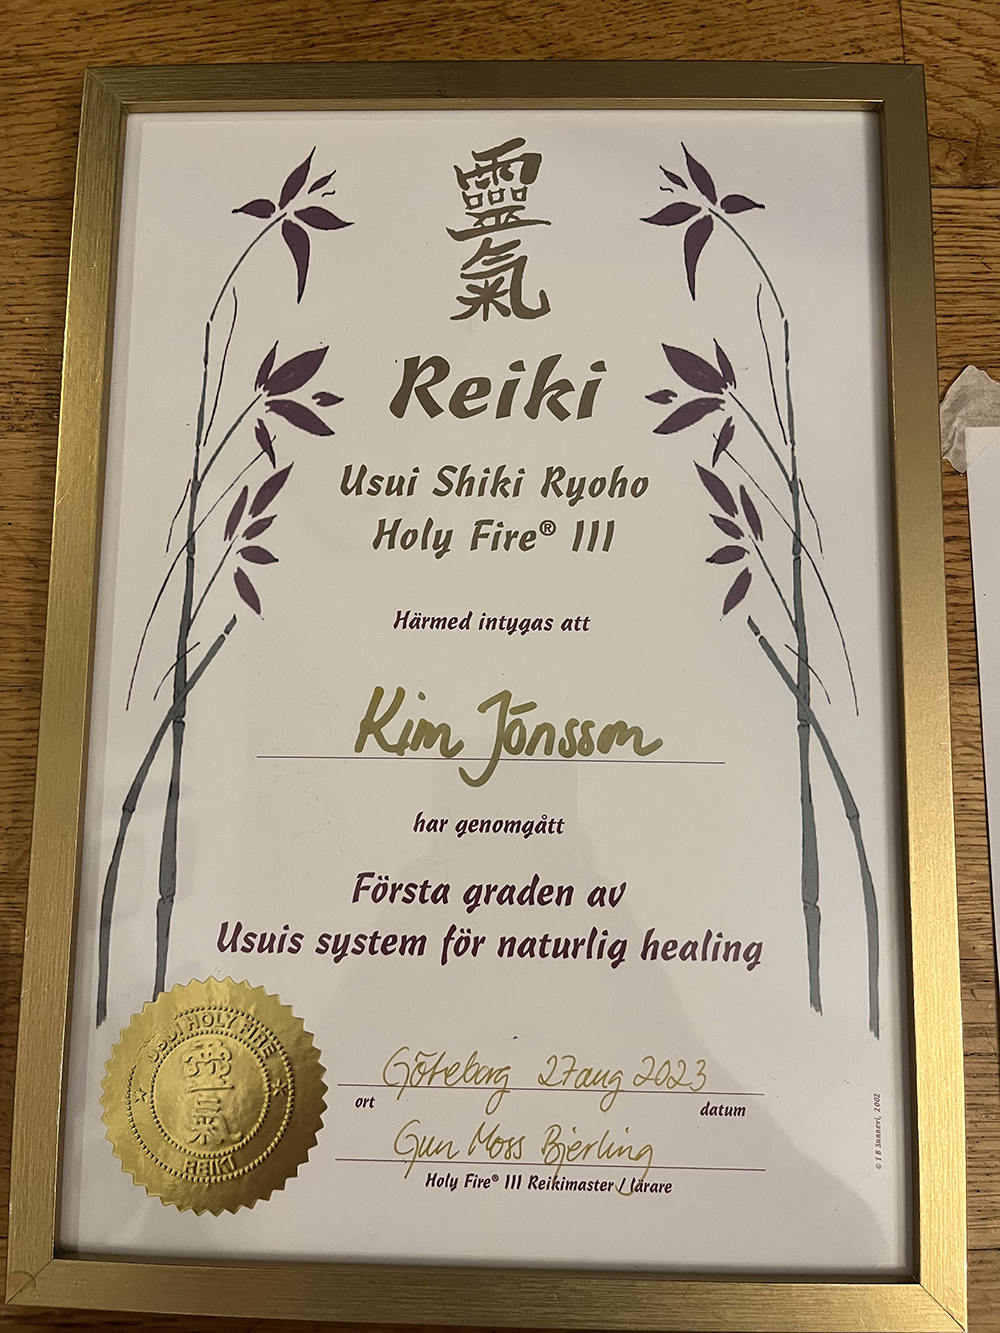 靈
氣
Reiki
Usui Shiki Ryoho
Holy Fire® III
Härmed intygas att
Kim Jönsson
har genomgått
Första graden av
Usuis system för naturlig healing
Göteborg 27 aug 2023
ort datum
Gun Moss Bjerling
Holy Fire® III Reikimaster / lärare
USUI HOLY FIRE
靈
氣
REIKI
© I B Sunnevi, 2002